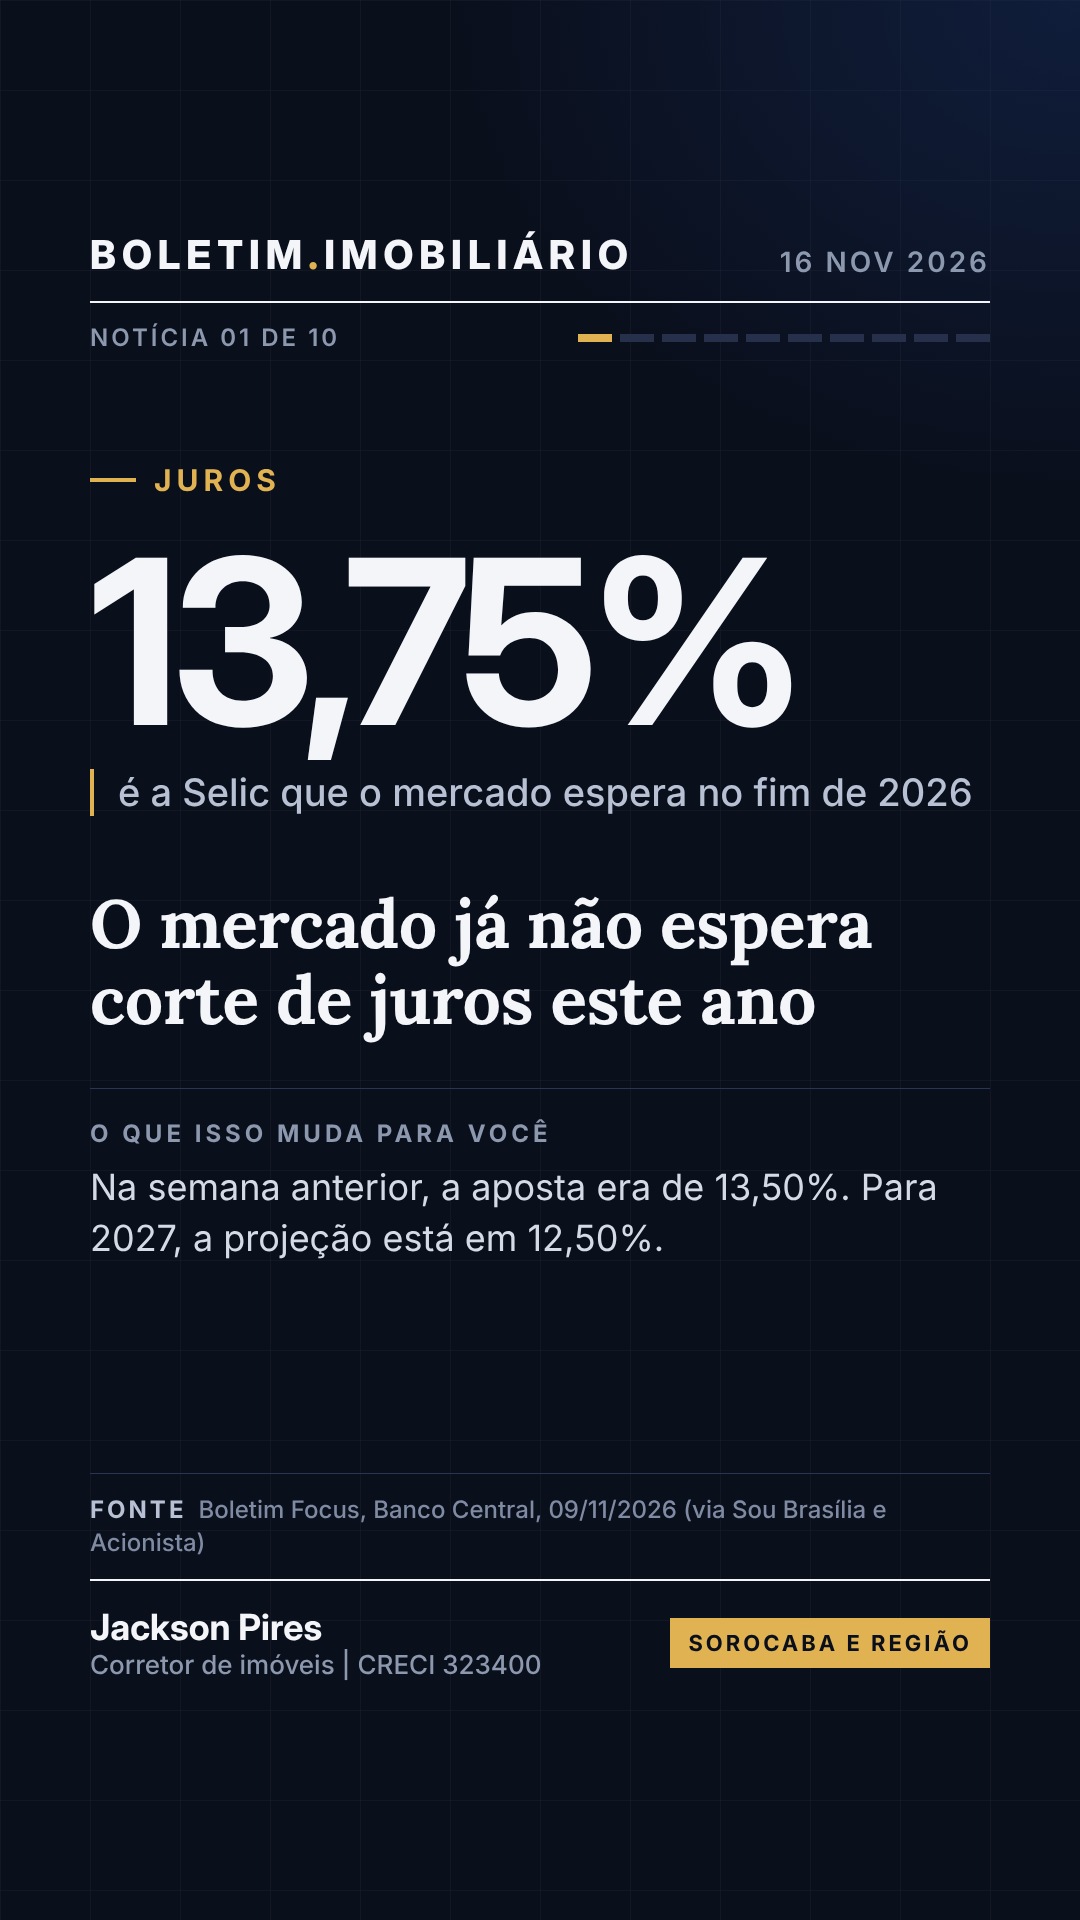 BOLETIM.IMOBILIÁRIO
16 NOV 2026
NOTÍCIA 01 DE 10
JUROS
13,75%
é a Selic que o mercado espera no fim de 2026
O mercado já não espera
corte de juros este ano
O QUE ISSO MUDA PARA VOCÊ
Na semana anterior, a aposta era de 13,50%. Para
2027, a projeção está em 12,50%.
FONTE Boletim Focus, Banco Central, 09/11/2026 (via Sou Brasília e
Acionista)
Jackson Pires
Corretor de imóveis | CRECI 323400
SOROCABA E REGIÃO